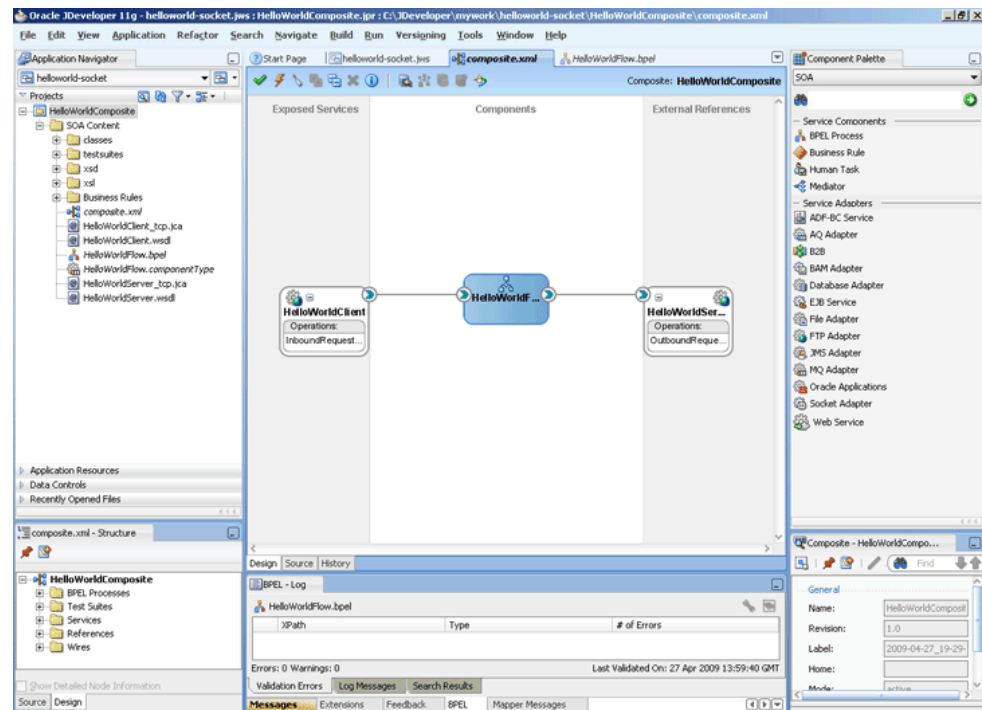 Oracle JDeveloper 11g - helloworld-socket.jws : HelloWorldComposite.jpr : C:\JDeveloper\mywork\helloworld-socket\HelloWorldComposite\composite.xml
File Edit View Application Refactor Search Navigate Build Run Versioning Tools Window Help
Application Navigator
helloworld-socket
Projects
HelloWorldComposite
SOA Content
classes
testsuites
xsd
xsl
Business Rules
composite.xml
HelloWorldClient_tcp.jca
HelloWorldClient.wsdl
HelloWorldFlow.bpel
HelloWorldFlow.componentType
HelloWorldServer_tcp.jca
HelloWorldServer.wsdl
Application Resources
Data Controls
Recently Opened Files
composite.xml - Structure
HelloWorldComposite
BPEL Processes
Test Suites
Services
References
Wires
Show Detailed Node Information
Source Design
Start Page helloworld-socket.jws composite.xml HelloWorldFlow.bpel
Composite: HelloWorldComposite
Exposed Services Components External References
HelloWorldClient
Operations:
InboundRequest...
HelloWorldF ...
HelloWorldSer...
Operations:
OutboundReque...
Design Source History
BPEL - Log
HelloWorldFlow.bpel
XPath Type # of Errors
Errors: 0 Warnings: 0 Last Validated On: 27 Apr 2009 13:59:40 GMT
Validation Errors Log Messages Search Results
Messages Extensions Feedback BPEL Mapper Messages
Component Palette
SOA
Service Components
BPEL Process
Business Rule
Human Task
Mediator
Service Adapters
ADF-BC Service
AQ Adapter
B2B
BAM Adapter
Database Adapter
EJB Service
File Adapter
FTP Adapter
JMS Adapter
MQ Adapter
Oracle Applications
Socket Adapter
Web Service
Composite - HelloWorldCompo...
Find
General
Name: HelloWorldComposit
Revision: 1.0
Label: 2009-04-27_19-29-
Home:
Mode: active